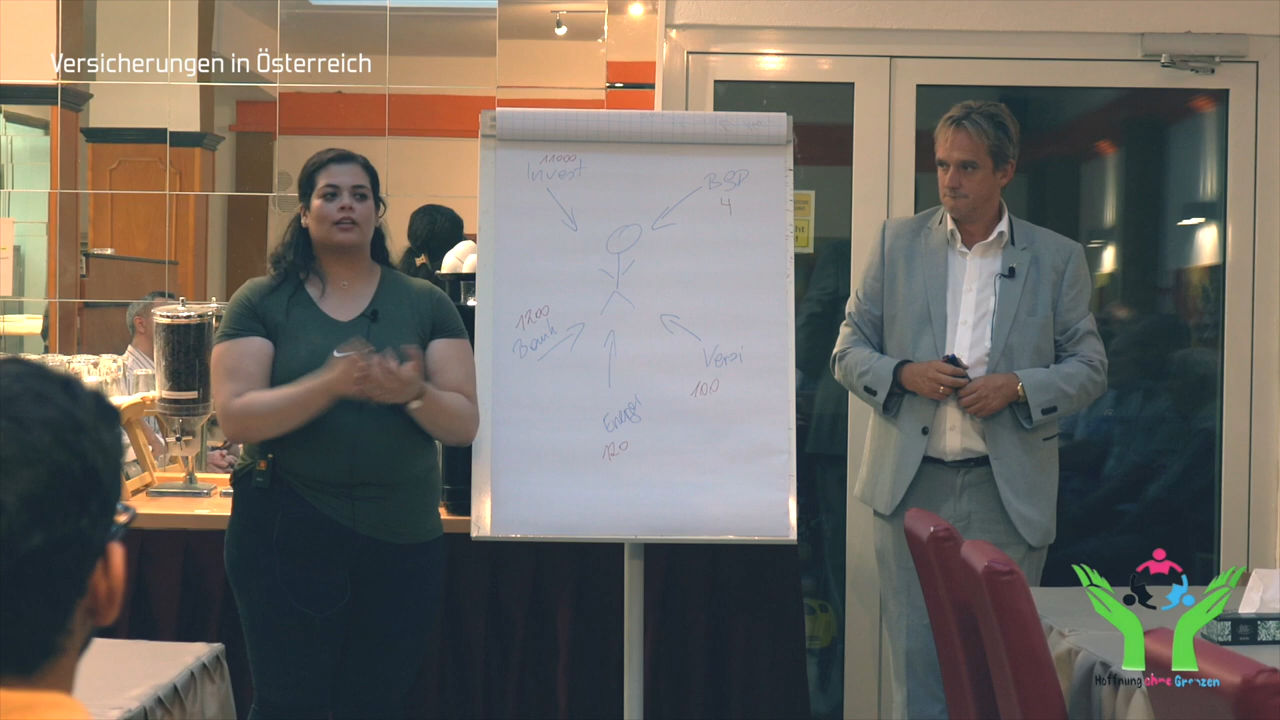 Versicherungen in Österreich
11000
Invest
BSP
4
1200
Bank
Versi
100
Energi
120
Hoffnung ohne Grenzen